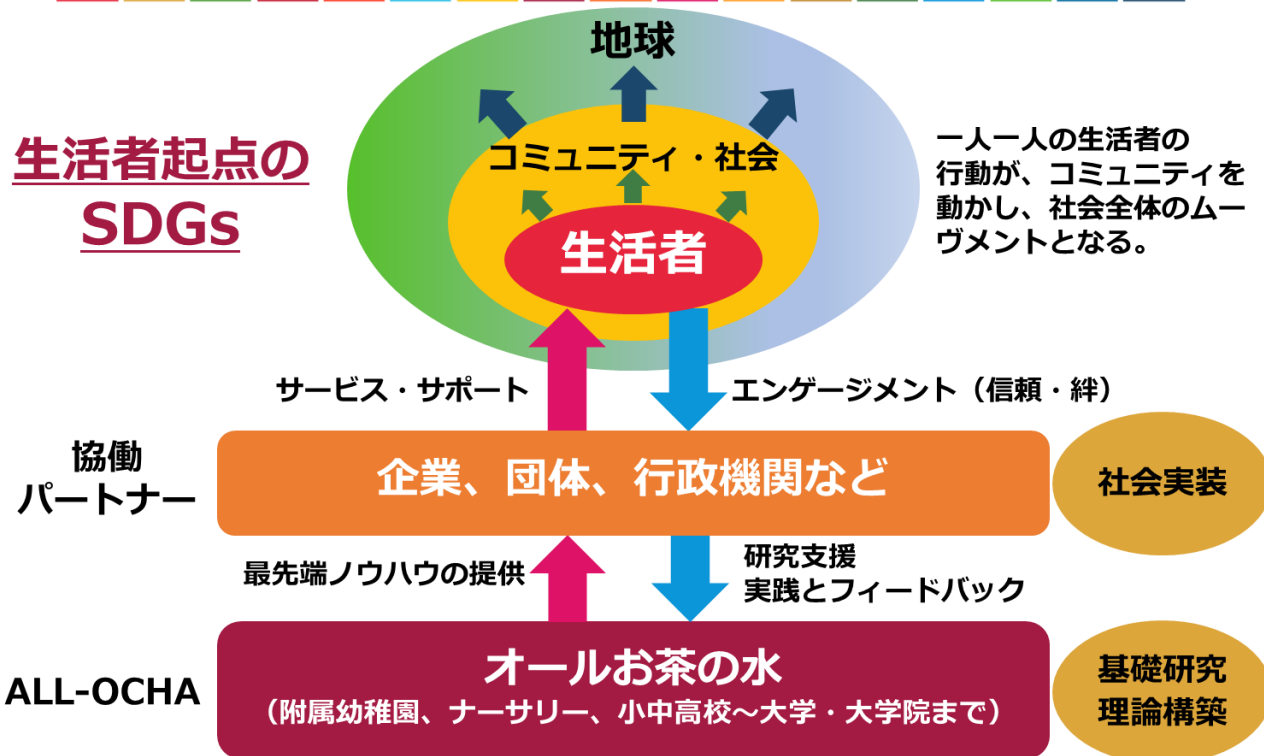 地球
生活者起点の
SDGs
コミュニティ・社会
生活者
一人一人の生活者の
行動が、コミュニティを
動かし、社会全体のムー
ヴメントとなる。
サービス・サポート
エンゲージメント（信頼・絆）
協働
パートナー
企業、団体、行政機関など
社会実装
最先端ノウハウの提供
研究支援
実践とフィードバック
ALL-OCHA
オールお茶の水
（附属幼稚園、ナーサリー、小中高校～大学・大学院まで）
基礎研究
理論構築